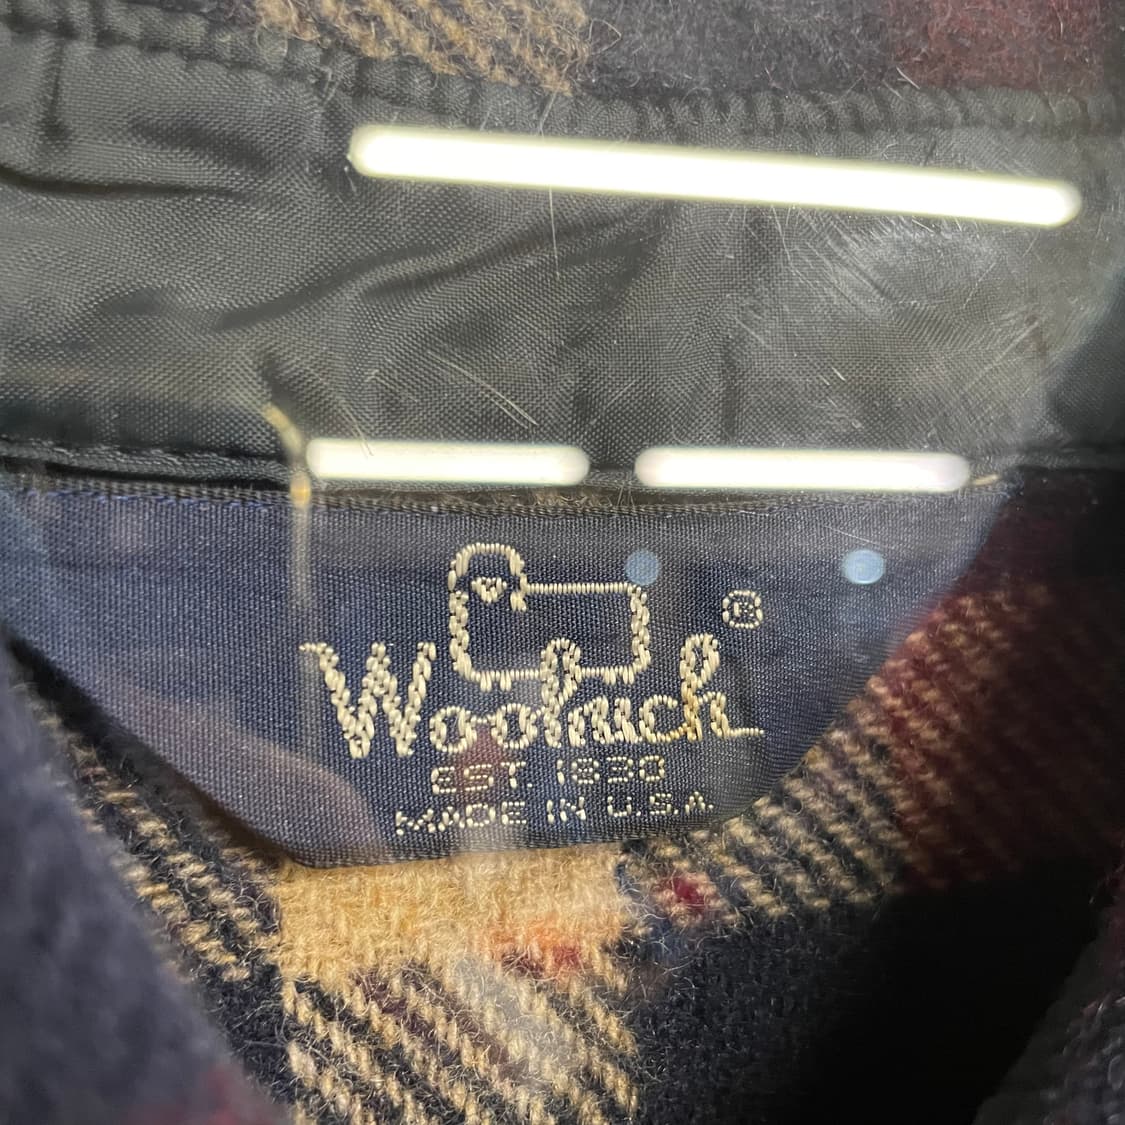 Woolrich ®
EST. 1830
MADE IN U.S.A